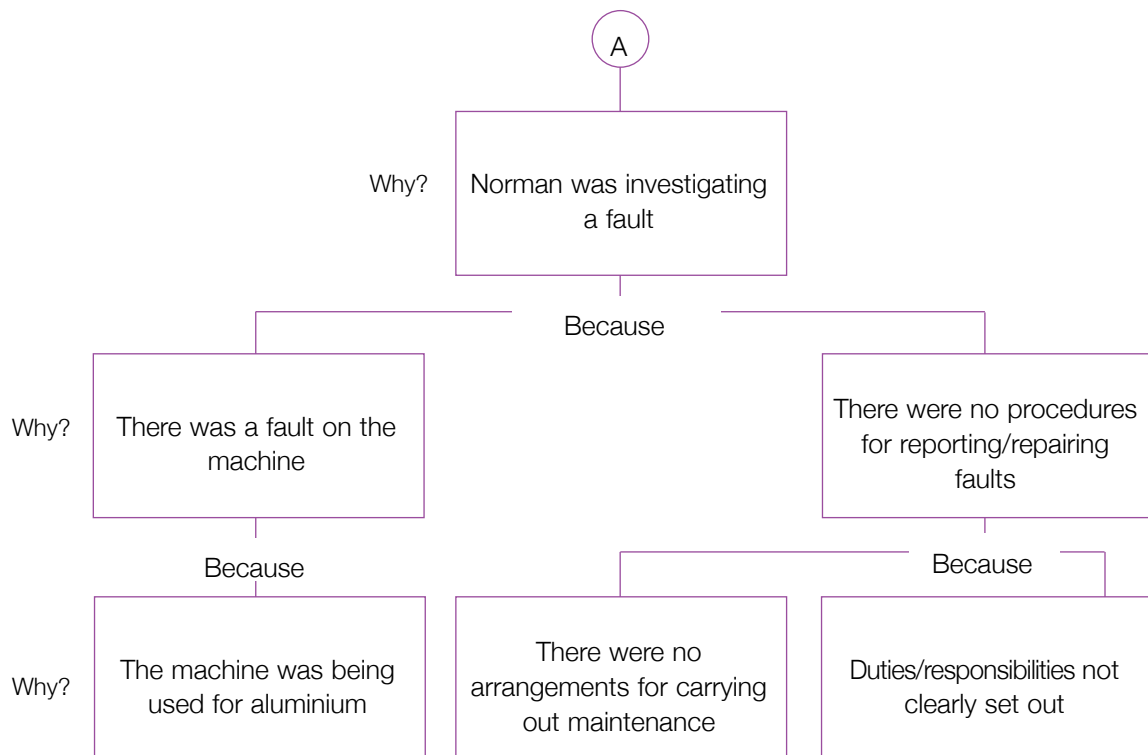 A
Why?
Norman was investigating
a fault
Because
Why?
There was a fault on the
machine
There were no procedures
for reporting/repairing
faults
Because
Because
Why?
The machine was being
used for aluminium
There were no
arrangements for carrying
out maintenance
Duties/responsibilities not
clearly set out